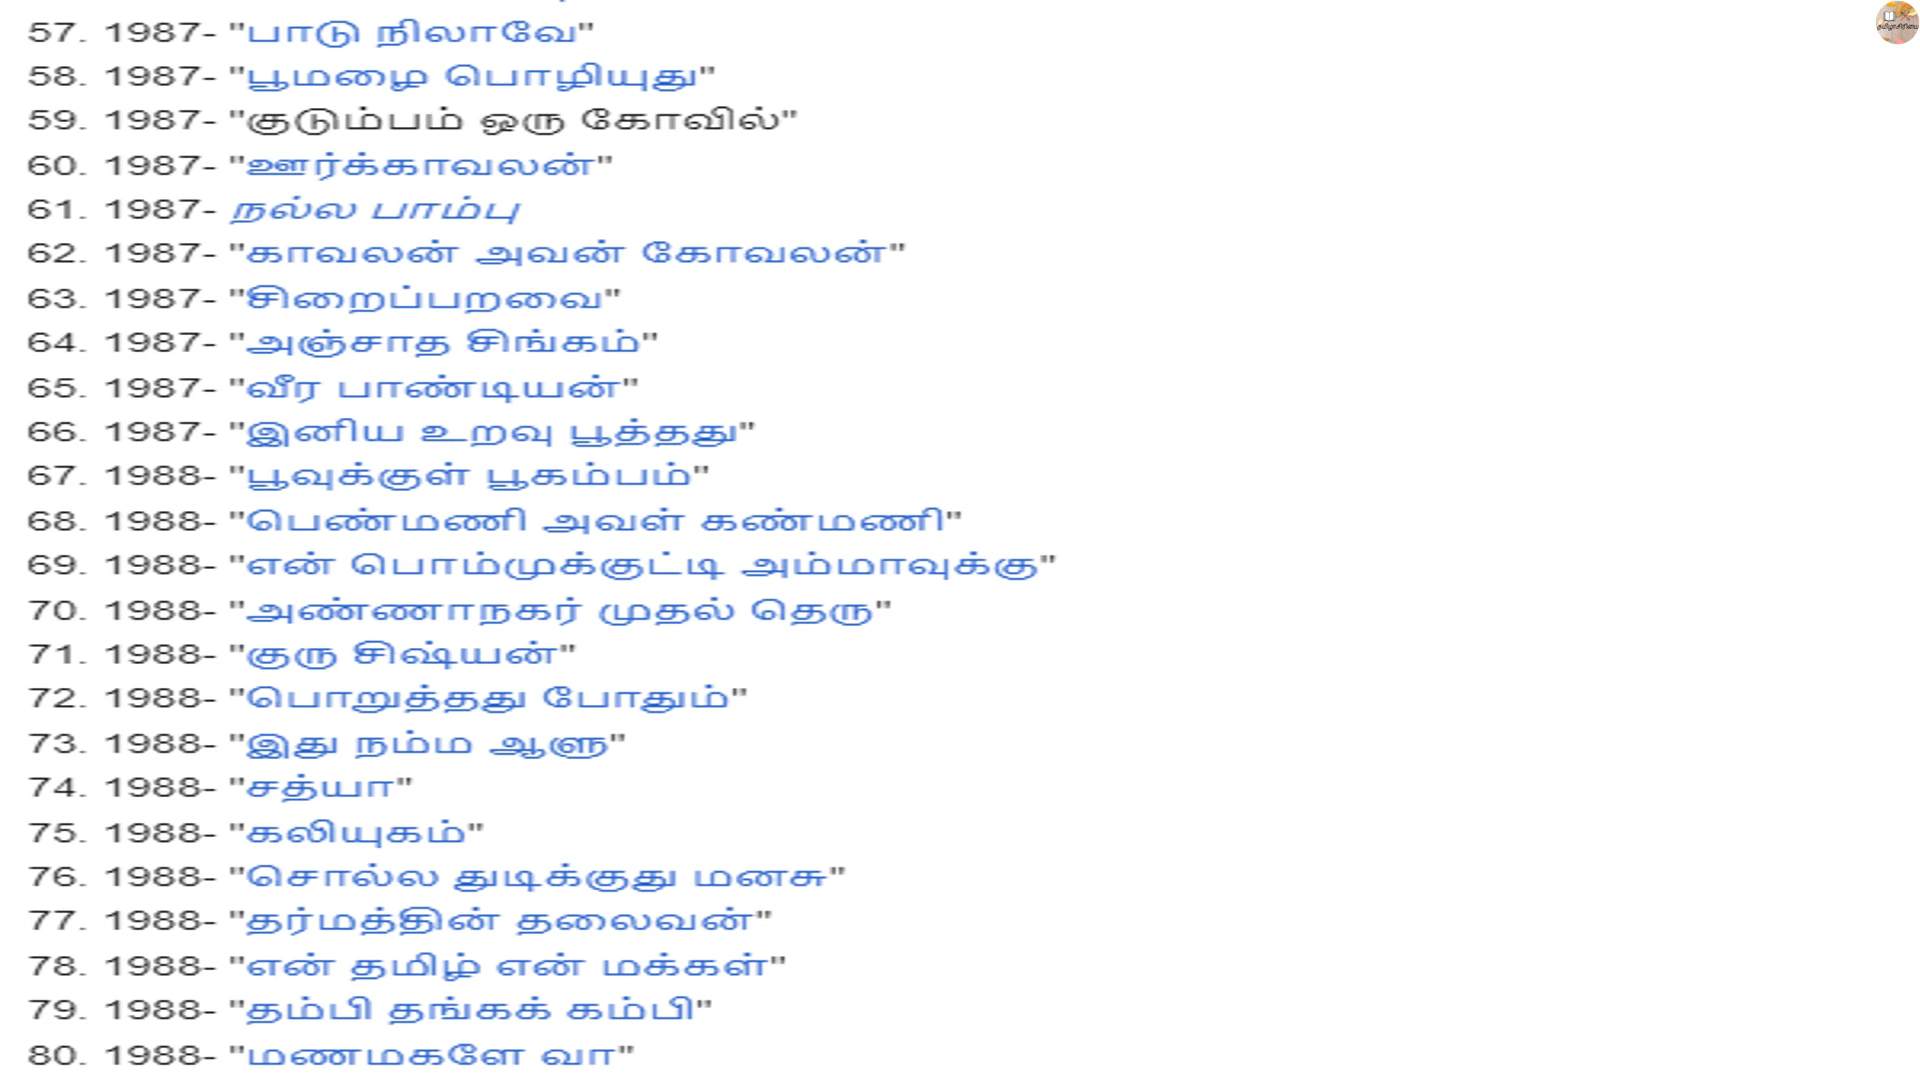 57. 1987- "பாடு நிலாவே"
58. 1987- "பூமழை பொழியுது"
59. 1987- "குடும்பம் ஒரு கோவில்"
60. 1987- "ஊர்க்காவலன்"
61. 1987- நல்ல பாம்பு
62. 1987- "காவலன் அவன் கோவலன்"
63. 1987- "சிறைப்பறவை"
64. 1987- "அஞ்சாத சிங்கம்"
65. 1987- "வீர பாண்டியன்"
66. 1987- "இனிய உறவு பூத்தது"
67. 1988- "பூவுக்குள் பூகம்பம்"
68. 1988- "பெண்மணி அவள் கண்மணி"
69. 1988- "என் பொம்முக்குட்டி அம்மாவுக்கு"
70. 1988- "அண்ணாநகர் முதல் தெரு"
71. 1988- "குரு சிஷ்யன்"
72. 1988- "பொறுத்தது போதும்"
73. 1988- "இது நம்ம ஆளு"
74. 1988- "சத்யா"
75. 1988- "கலியுகம்"
76. 1988- "சொல்ல துடிக்குது மனசு"
77. 1988- "தர்மத்தின் தலைவன்"
78. 1988- "என் தமிழ் என் மக்கள்"
79. 1988- "தம்பி தங்கக் கம்பி"
80. 1988- "மணமகளே வா"